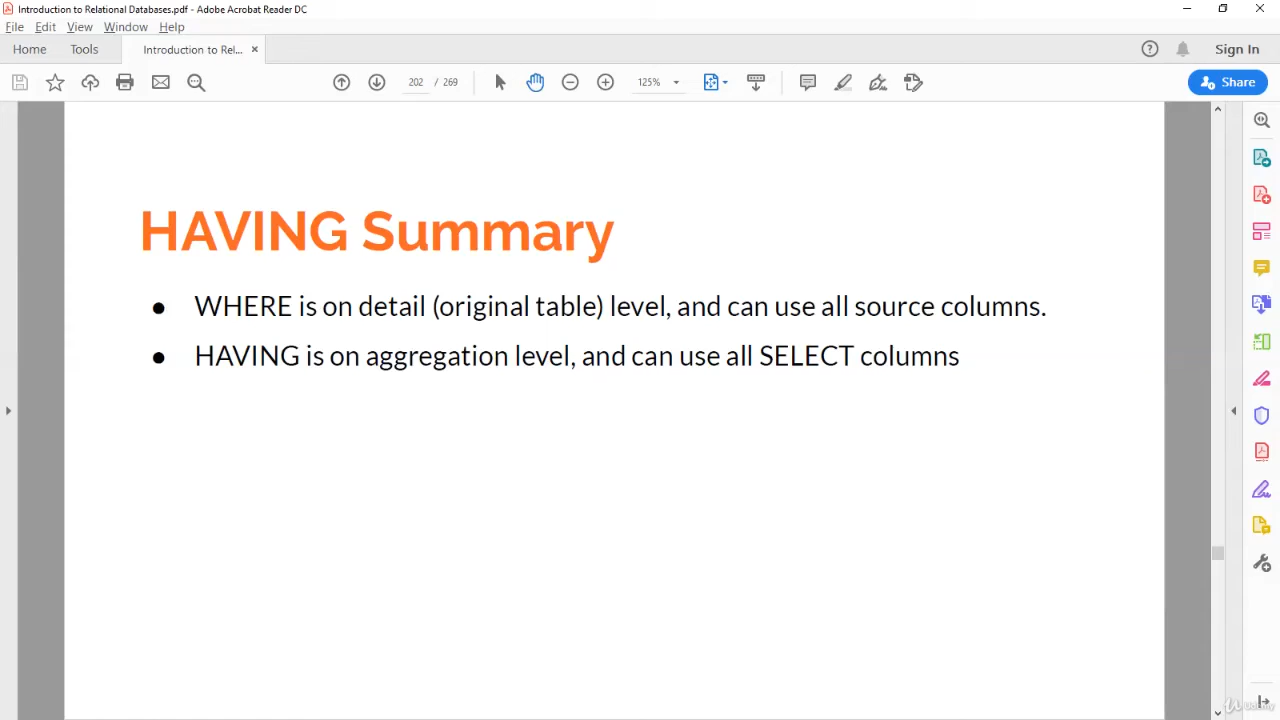 Introduction to Relational Databases.pdf - Adobe Acrobat Reader DC
File Edit View Window Help
Home Tools Introduction to Rel... × Sign In
202 / 269 125% Share
HAVING Summary
● WHERE is on detail (original table) level, and can use all source columns.
● HAVING is on aggregation level, and can use all SELECT columns
Udemy